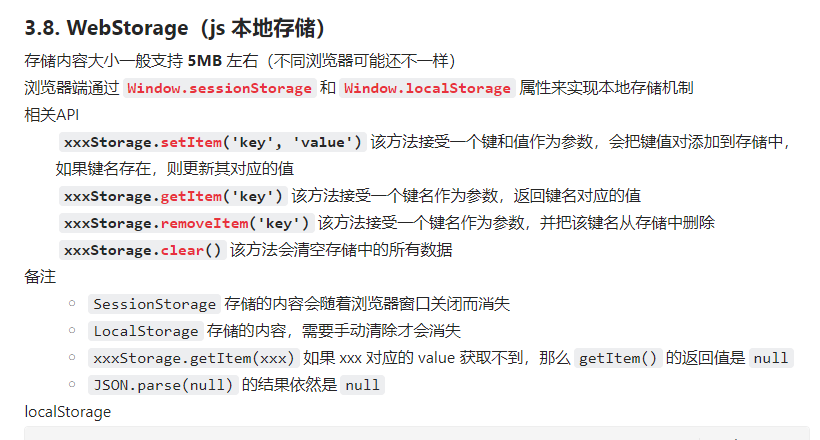 3.8. WebStorage（js 本地存储）
存储内容大小一般支持 5MB 左右（不同浏览器可能还不一样）
浏览器端通过 Window.sessionStorage 和 Window.localStorage 属性来实现本地存储机制
相关API
xxxStorage.setItem('key', 'value') 该方法接受一个键和值作为参数，会把键值对添加到存储中，
如果键名存在，则更新其对应的值
xxxStorage.getItem('key') 该方法接受一个键名作为参数，返回键名对应的值
xxxStorage.removeItem('key') 该方法接受一个键名作为参数，并把该键名从存储中删除
xxxStorage.clear() 该方法会清空存储中的所有数据
备注
SessionStorage 存储的内容会随着浏览器窗口关闭而消失
LocalStorage 存储的内容，需要手动清除才会消失
xxxStorage.getItem(xxx) 如果 xxx 对应的 value 获取不到，那么 getItem() 的返回值是 null
JSON.parse(null) 的结果依然是 null
localStorage